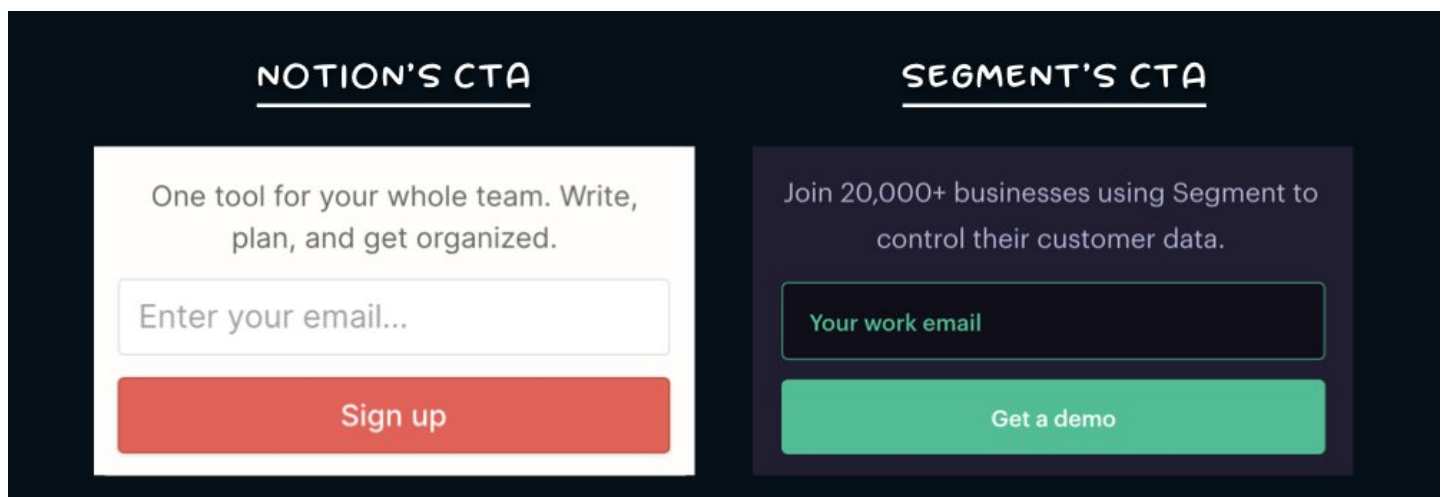 NOTION'S CTA
One tool for your whole team. Write,
plan, and get organized.
Enter your email...
Sign up
SEGMENT'S CTA
Join 20,000+ businesses using Segment to
control their customer data.
Your work email
Get a demo